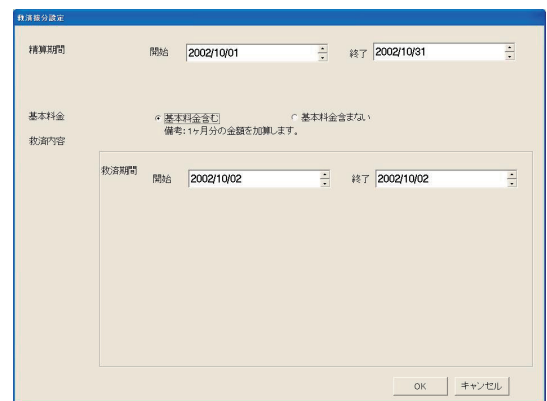 救済報分設定
精算期間 開始 2002/10/01 終了 2002/10/31
基本料金 基本料金含む 基本料金含まない
備考:1ヶ月分の金額を加算します。
救済内容
救済期間 開始 2002/10/02 終了 2002/10/02
OK キャンセル